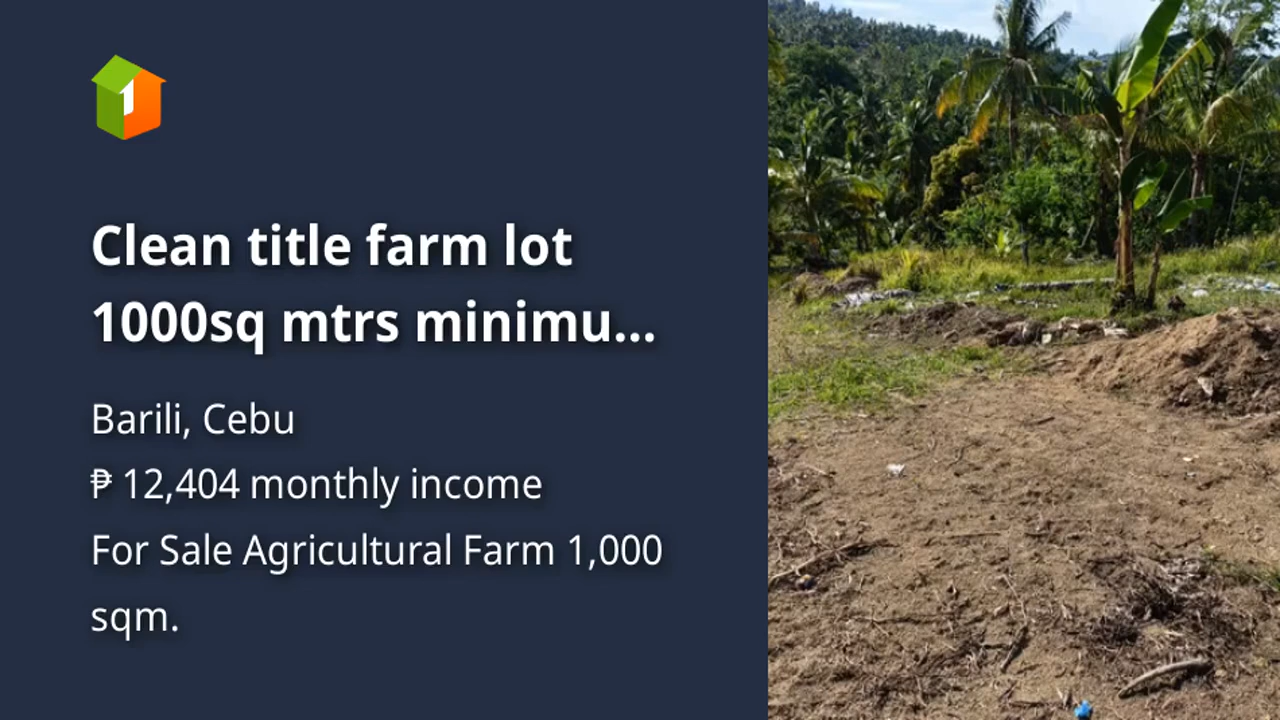 Clean title farm lot
1000sq mtrs minimu...
Barili, Cebu
₱ 12,404 monthly income
For Sale Agricultural Farm 1,000
sqm.